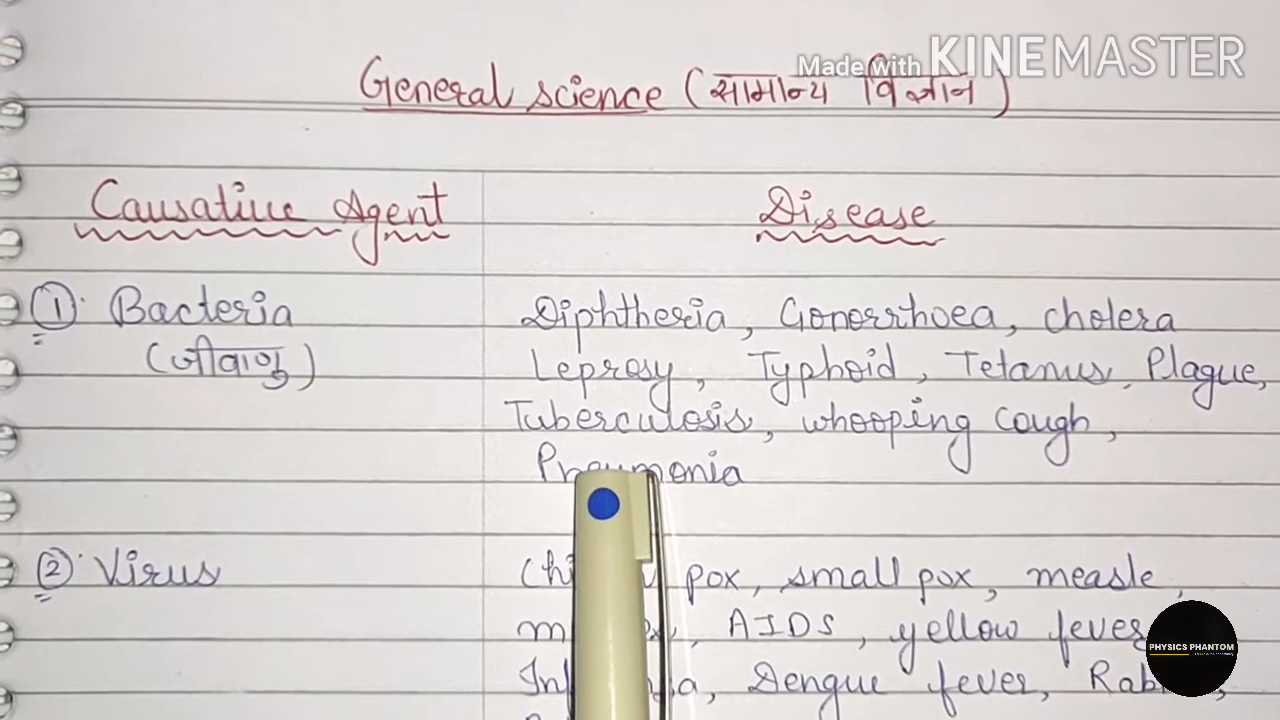 Made with KINEMASTER
General science (सामान्य विज्ञान)
Causative Agent Disease
① Bacteria Diphtheria, Gonorrhoea, cholera
(जीवाणु) Leprosy, Typhoid, Tetanus, Plague,
Tuberculosis, whooping cough,
Pneumonia
② Virus pox, small pox, measle,
AIDS, yellow fever
Dengue fever,
PHYSICS PHANTOM